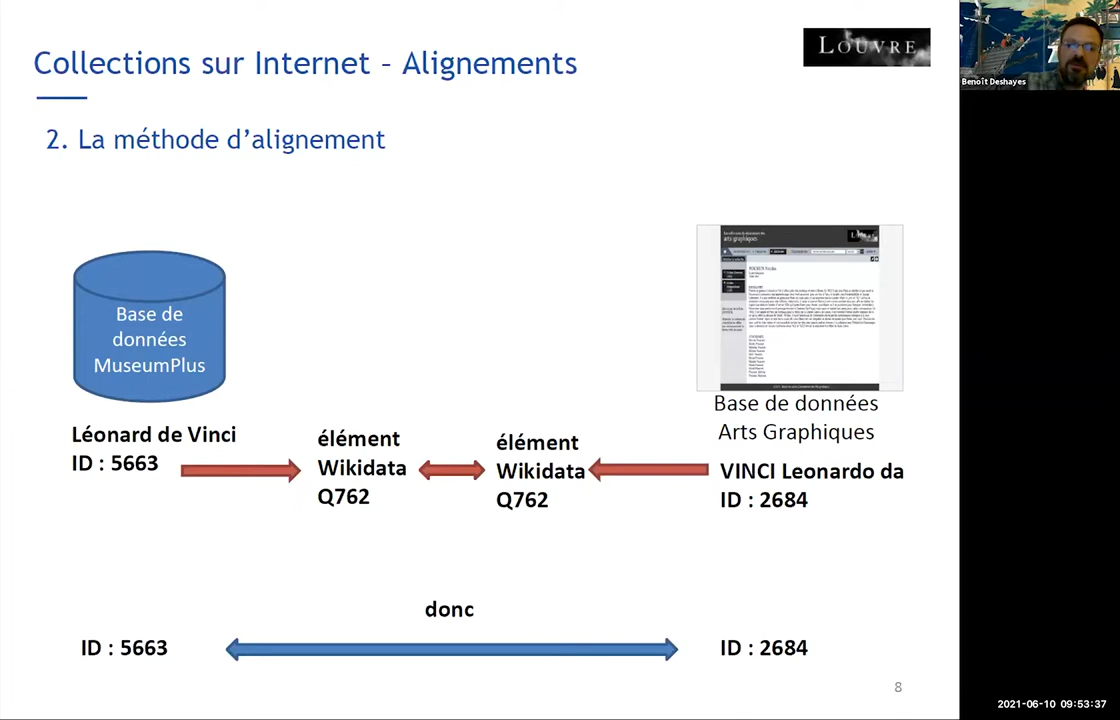 Collections sur Internet – Alignements
LOUVRE
Benoît Deshayes
2. La méthode d'alignement
Base de
données
MuseumPlus
arts graphiques
Base de données
Arts Graphiques
Léonard de Vinci
ID : 5663
élément
Wikidata
Q762
élément
Wikidata
Q762
VINCI Leonardo da
ID : 2684
donc
ID : 5663
ID : 2684
8
2021-06-10 09:53:37